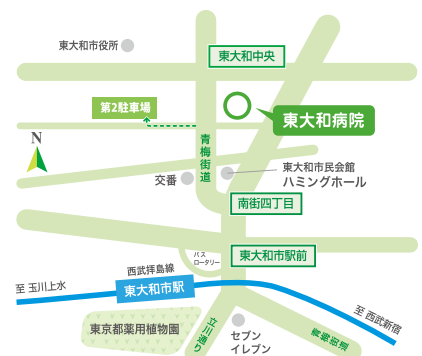 東大和市役所
東大和中央
第2駐車場
東大和病院
N
青梅街道
東大和市民会館
ハミングホール
交番
南街四丁目
バス
ロータリー
東大和市駅前
西武拝島線
至 玉川上水
東大和市駅
至 西武新宿
東京都薬用植物園
立川通り
セブン
イレブン
新青梅街道